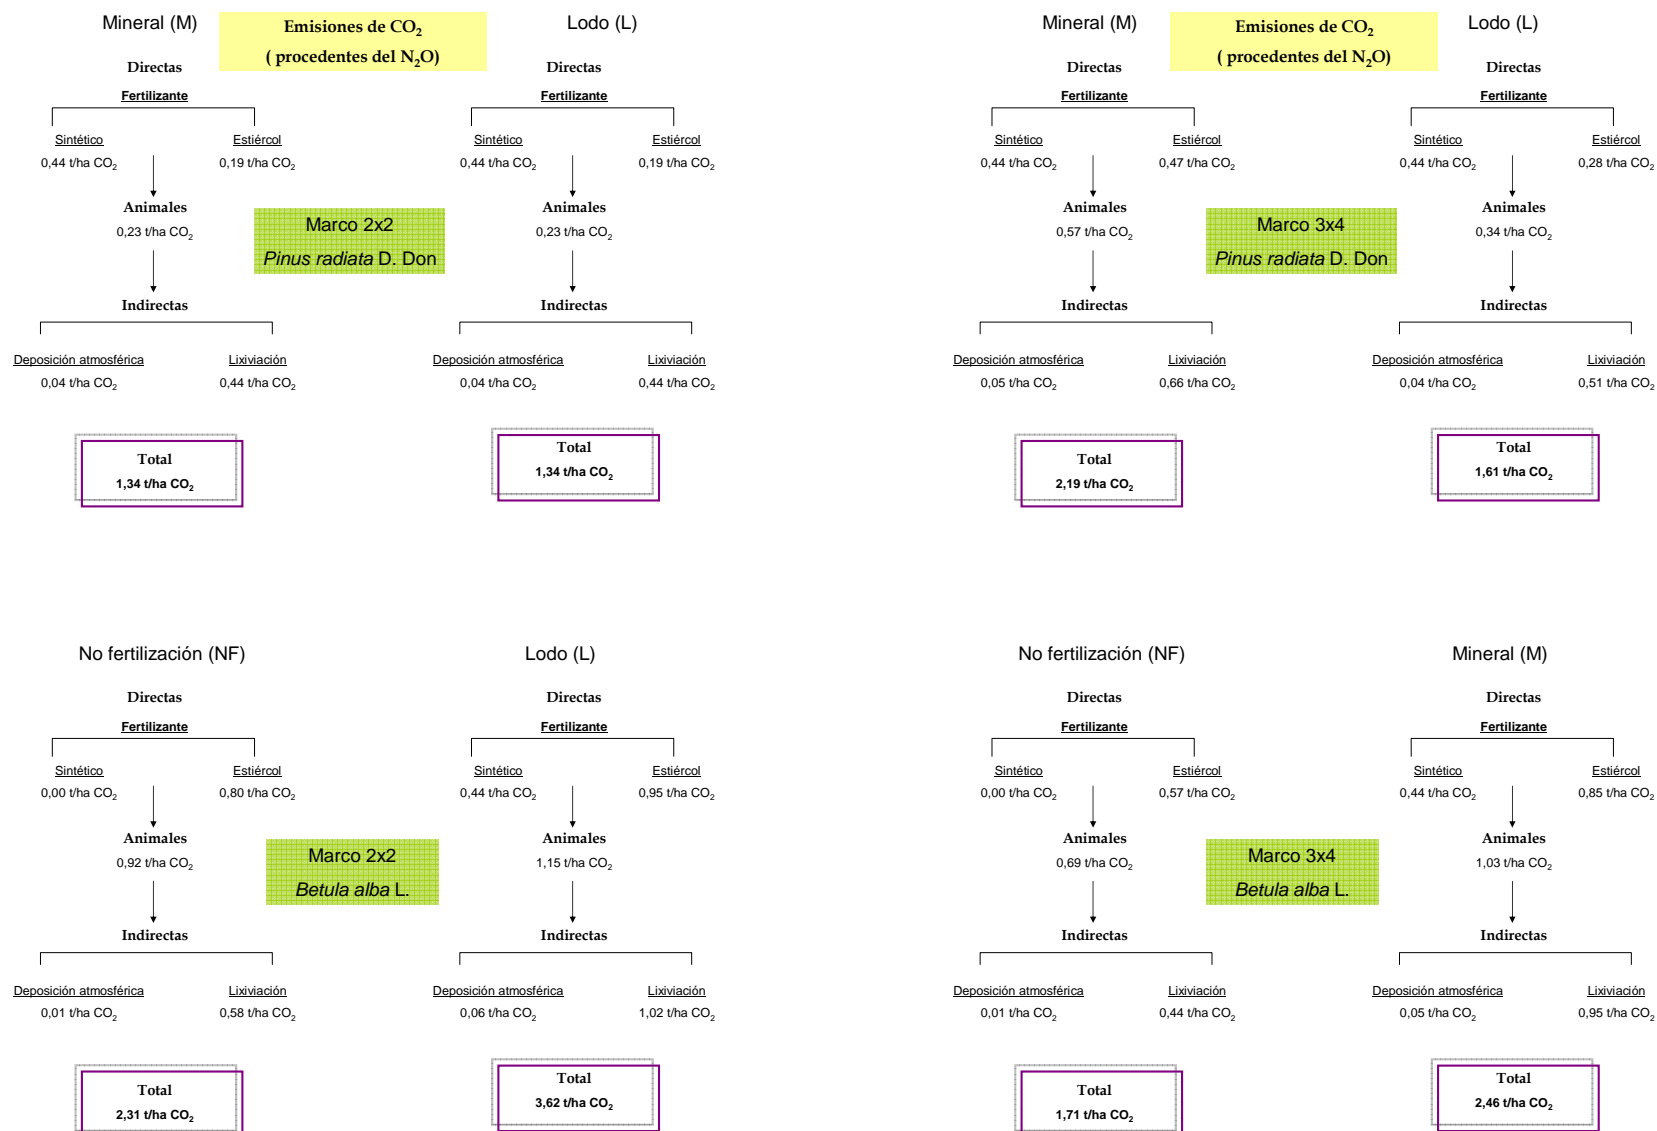 Mineral (M)
Emisiones de CO₂
( procedentes del N₂O)
Lodo (L)
Directas
Fertilizante
Sintético
Estiércol
0,44 t/ha CO₂
0,19 t/ha CO₂
Animales
0,23 t/ha CO₂
Indirectas
Deposición atmosférica
Lixiviación
0,04 t/ha CO₂
0,44 t/ha CO₂
Total
1,34 t/ha CO₂
Marco 2x2
Pinus radiata D. Don
Fertilizante
Sintético
Estiércol
0,44 t/ha CO₂
0,19 t/ha CO₂
Animales
0,23 t/ha CO₂
Indirectas
Deposición atmosférica
Lixiviación
0,04 t/ha CO₂
0,44 t/ha CO₂
Total
1,34 t/ha CO₂
Mineral (M)
Emisiones de CO₂
( procedentes del N₂O)
Lodo (L)
Directas
Fertilizante
Sintético
Estiércol
0,44 t/ha CO₂
0,47 t/ha CO₂
Animales
0,57 t/ha CO₂
Indirectas
Deposición atmosférica
Lixiviación
0,05 t/ha CO₂
0,66 t/ha CO₂
Total
2,19 t/ha CO₂
Marco 3x4
Pinus radiata D. Don
Directas
Fertilizante
Sintético
Estiércol
0,44 t/ha CO₂
0,28 t/ha CO₂
Animales
0,34 t/ha CO₂
Indirectas
Deposición atmosférica
Lixiviación
0,04 t/ha CO₂
0,51 t/ha CO₂
Total
1,61 t/ha CO₂
No fertilización (NF)
Directas
Fertilizante
Sintético
Estiércol
0,00 t/ha CO₂
0,80 t/ha CO₂
Animales
0,92 t/ha CO₂
Indirectas
Deposición atmosférica
Lixiviación
0,01 t/ha CO₂
0,58 t/ha CO₂
Total
2,31 t/ha CO₂
Marco 2x2
Betula alba L.
Lodo (L)
Directas
Fertilizante
Sintético
Estiércol
0,44 t/ha CO₂
0,95 t/ha CO₂
Animales
1,15 t/ha CO₂
Indirectas
Deposición atmosférica
Lixiviación
0,06 t/ha CO₂
1,02 t/ha CO₂
Total
3,62 t/ha CO₂
No fertilización (NF)
Directas
Fertilizante
Sintético
Estiércol
0,00 t/ha CO₂
0,57 t/ha CO₂
Animales
0,69 t/ha CO₂
Indirectas
Deposición atmosférica
Lixiviación
0,01 t/ha CO₂
0,44 t/ha CO₂
Total
1,71 t/ha CO₂
Marco 3x4
Betula alba L.
Mineral (M)
Directas
Fertilizante
Sintético
Estiércol
0,44 t/ha CO₂
0,85 t/ha CO₂
Animales
1,03 t/ha CO₂
Indirectas
Deposición atmosférica
Lixiviación
0,05 t/ha CO₂
0,95 t/ha CO₂
Total
2,46 t/ha CO₂